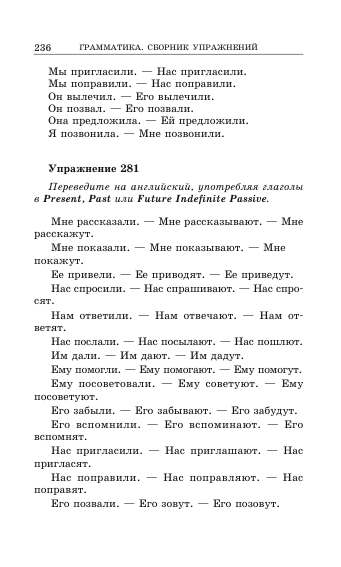 236 ГРАММАТИКА. СБОРНИК УПРАЖНЕНИЙ
Мы пригласили. — Нас пригласили.
Мы поправили. — Нас поправили.
Он вылечил. — Его вылечили.
Он позвал. — Его позвали.
Она предложила. — Ей предложили.
Я позвонила. — Мне позвонили.
Упражнение 281
Переведите на английский, употребляя глаголы
в Present, Past или Future Indefinite Passive.
Мне рассказали. — Мне рассказывают. — Мне
расскажут.
Мне показали. — Мне показывают. — Мне
покажут.
Ее привели. — Ее приводят. — Ее приведут.
Нас спросили. — Нас спрашивают. — Нас спро-
сят.
Нам ответили. — Нам отвечают. — Нам от-
ветят.
Нас послали. — Нас посылают. — Нас пошлют.
Им дали. — Им дают. — Им дадут.
Ему помогли. — Ему помогают. — Ему помогут.
Ему посоветовали. — Ему советуют. — Ему
посоветуют.
Его забыли. — Его забывают. — Его забудут.
Его вспомнили. — Его вспоминают. — Его
вспомнят.
Нас пригласили. — Нас приглашают. — Нас
пригласят.
Нас поправили. — Нас поправляют. — Нас
поправят.
Его позвали. — Его зовут. — Его позовут.